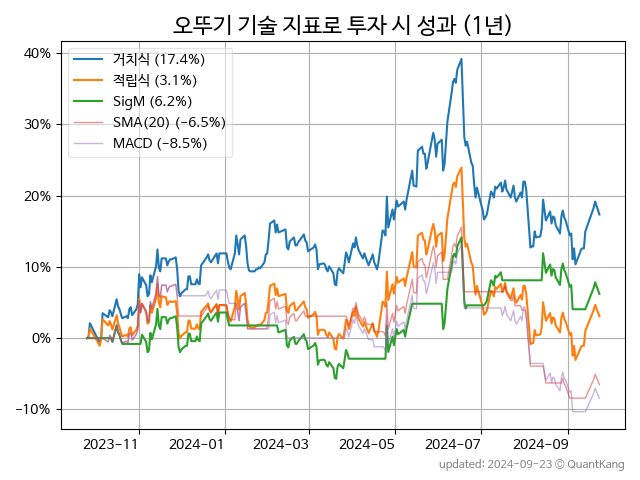 오뚜기 기술 지표로 투자 시 성과 (1년)
거치식 (17.4%)
적립식 (3.1%)
SigM (6.2%)
SMA(20) (−6.5%)
MACD (−8.5%)
40%
30%
20%
10%
0%
−10%
2023-11 2024-01 2024-03 2024-05 2024-07 2024-09
updated: 2024-09-23 ⓒ QuantKang